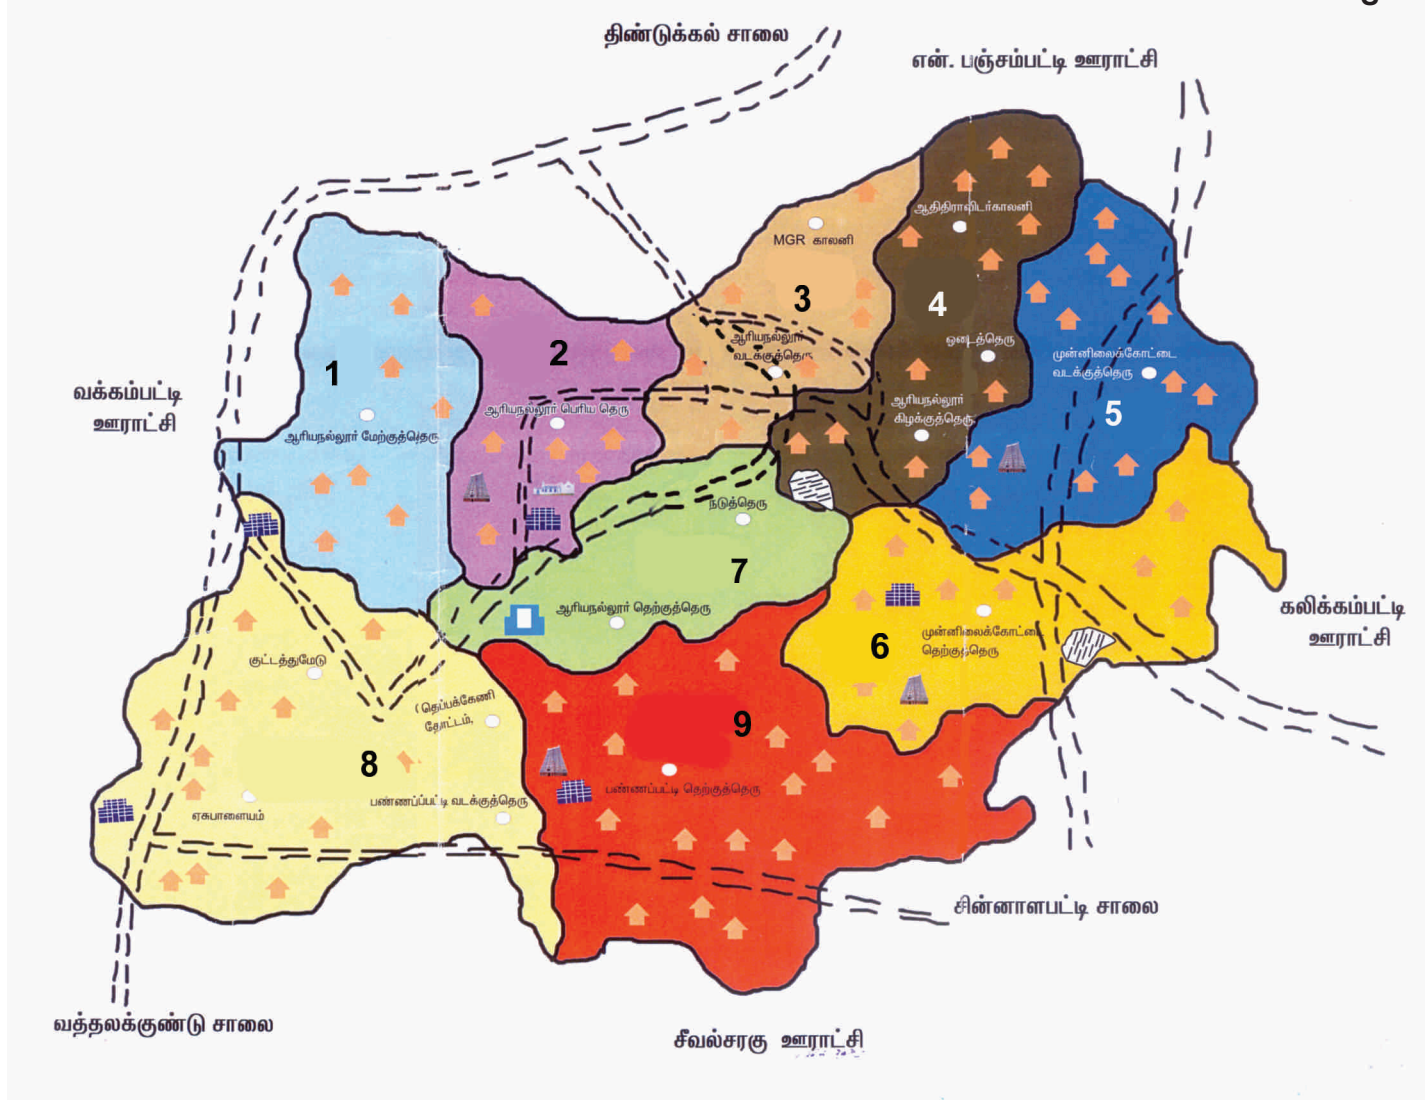 திண்டுக்கல் சாலை
என். பஞ்சம்பட்டி ஊராட்சி
ஆதிதிராவிடர்காலனி
MGR காலனி
3
4
ஆரியநல்லூர்
வடக்குத்தெரு
ஓடைத்தெரு
முன்னிலைக்கோட்டை
வடக்குத்தெரு
2
1
வக்கம்பட்டி
ஊராட்சி
ஆரியநல்லூர் பெரிய தெரு
ஆரியநல்லூர்
கிழக்குத்தெரு
5
ஆரியநல்லூர் மேற்குத்தெரு
நடுத்தெரு
7
ஆரியநல்லூர் தெற்குத்தெரு
கலிக்கம்பட்டி
ஊராட்சி
6
முன்னிலைக்கோட்டை
தெற்குத்தெரு
குட்டத்துமேடு
(தெப்பக்கேணி
தோட்டம்,
9
8
பண்ணப்பட்டி தெற்குத்தெரு
பண்ணப்ப்பட்டி வடக்குத்தெரு
ஏசுபாளையம்
சின்னாளபட்டி சாலை
வத்தலக்குண்டு சாலை
சீவல்சரகு ஊராட்சி